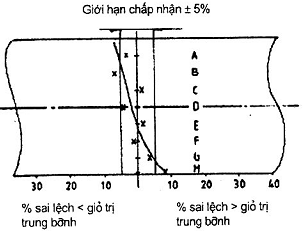 Giới hạn chấp nhận ± 5%
A
B
C
D
E
F
G
H
30 20 10 0 10 20 30
% sai lệch < giỏ trị
trung bỡnh
% sai lệch > giỏ trị
trung bỡnh